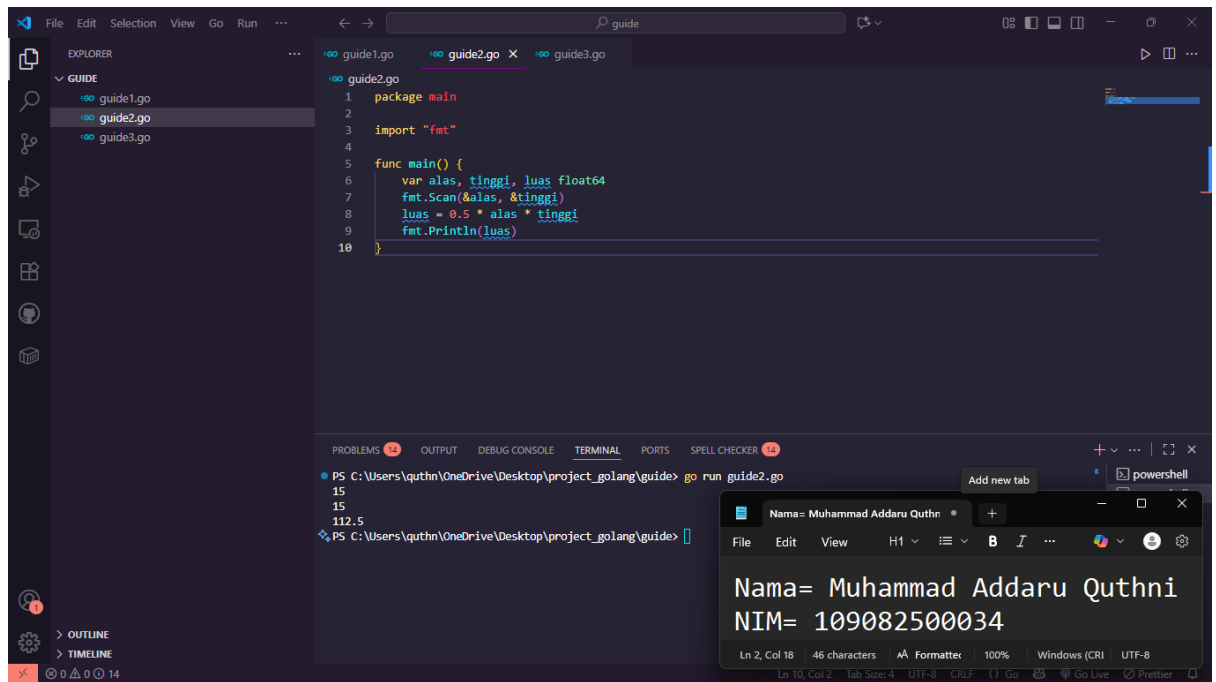 File Edit Selection View Go Run ··· guide
EXPLORER ···
GUIDE
guide1.go
guide2.go
guide3.go
OUTLINE
TIMELINE
guide1.go guide2.go guide3.go
guide2.go
1 package main
2
3 import "fmt"
4
5 func main() {
6 var alas, tinggi, luas float64
7 fmt.Scan(&alas, &tinggi)
8 luas = 0.5 * alas * tinggi
9 fmt.Println(luas)
10 }
PROBLEMS 14 OUTPUT DEBUG CONSOLE TERMINAL PORTS SPELL CHECKER 14
PS C:\Users\quthn\OneDrive\Desktop\project_golang\guide> go run guide2.go
15
15
112.5
PS C:\Users\quthn\OneDrive\Desktop\project_golang\guide>
powershell
Add new tab
Nama= Muhammad Addaru Quthn
File Edit View H1 B I ···
Nama= Muhammad Addaru Quthni
NIM= 109082500034
Ln 2, Col 18 46 characters Formatted 100% Windows (CRI UTF-8
1
0 0 14 Ln 10, Col 2 Tab Size: 4 UTF-8 CRLF {} Go Go Live Prettier